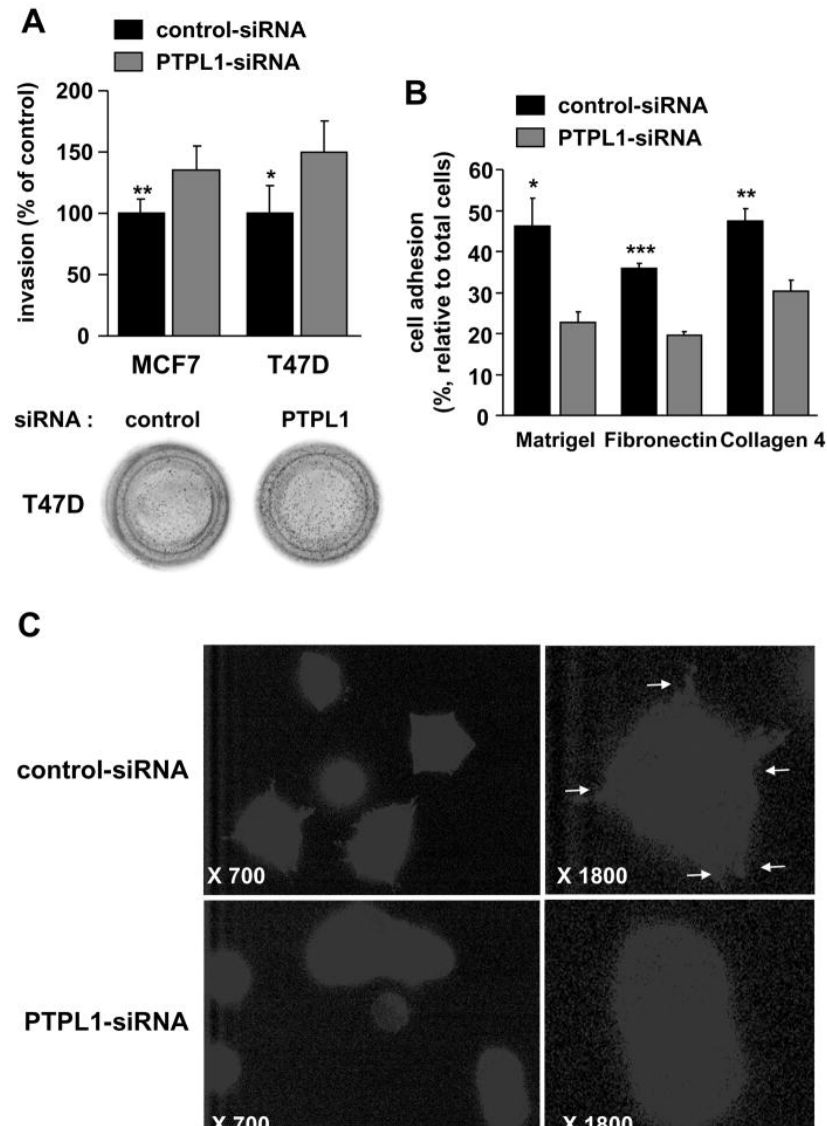 A
control-siRNA
PTPL1-siRNA
invasion (% of control)
200
150
100
50
0
**
*
MCF7
T47D
siRNA : control PTPL1
T47D
B
control-siRNA
PTPL1-siRNA
cell adhesion
(%, relative to total cells)
60
50
40
30
20
10
0
*
***
**
Matrigel Fibronectin Collagen 4
C
control-siRNA
X 700
X 1800
PTPL1-siRNA
X 700
X 1800